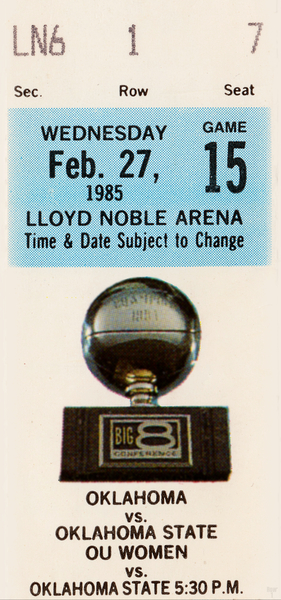 LN6 1 7
Sec. Row Seat
WEDNESDAY GAME
Feb. 27, 15
1985
LLOYD NOBLE ARENA
Time & Date Subject to Change
BIG 8
CONFERENCE
OKLAHOMA
vs.
OKLAHOMA STATE
OU WOMEN
vs.
OKLAHOMA STATE 5:30 P.M.